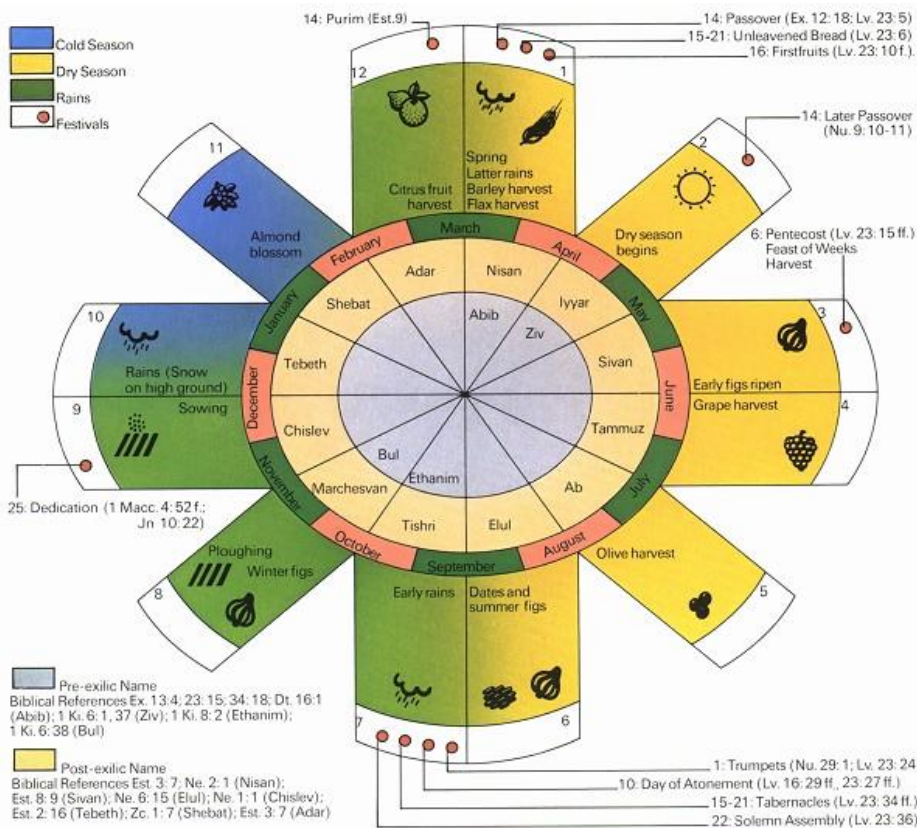 Cold Season
Dry Season
Rains
Festivals
14: Purim (Est.9)
14: Passover (Ex. 12: 18; Lv. 23: 5)
15-21: Unleavened Bread (Lv. 23: 6)
16: Firstfruits (Lv. 23: 10f.)
14: Later Passover
(Nu. 9: 10-11)
6: Pentecost (Lv. 23: 15 ff.)
Feast of Weeks
Harvest
12
Citrus fruit
harvest
1
Spring
Latter rains
Barley harvest
Flax harvest
2
Dry season
begins
3
Early figs ripen
4
Grape harvest
5
Olive harvest
6
Dates and
summer figs
7
Early rains
8
Ploughing
Winter figs
9
Sowing
10
Rains (Snow
on high ground)
11
Almond
blossom
March
April
May
June
July
August
September
October
November
December
January
February
Nisan
Iyyar
Sivan
Tammuz
Ab
Elul
Tishri
Marchesvan
Chislev
Tebeth
Shebat
Adar
Abib
Ziv
Ethanim
Bul
25: Dedication (1 Macc. 4: 52 f.;
Jn 10: 22)
Pre-exilic Name
Biblical References Ex. 13:4; 23: 15; 34: 18; Dt. 16:1
(Abib); 1 Ki. 6: 1, 37 (Ziv); 1 Ki. 8: 2 (Ethanim);
1 Ki. 6: 38 (Bul)
Post-exilic Name
Biblical References Est. 3: 7; Ne. 2: 1 (Nisan);
Est. 8: 9 (Sivan); Ne. 6: 15 (Elul); Ne. 1: 1 (Chislev);
Est. 2: 16 (Tebeth); Zc. 1: 7 (Shebat); Est. 3: 7 (Adar)
1: Trumpets (Nu. 29: 1; Lv. 23: 24
10: Day of Atonement (Lv. 16: 29 ff., 23: 27 ff.)
15-21: Tabernacles (Lv. 23: 34 ff.)
22: Solemn Assembly (Lv. 23: 36)